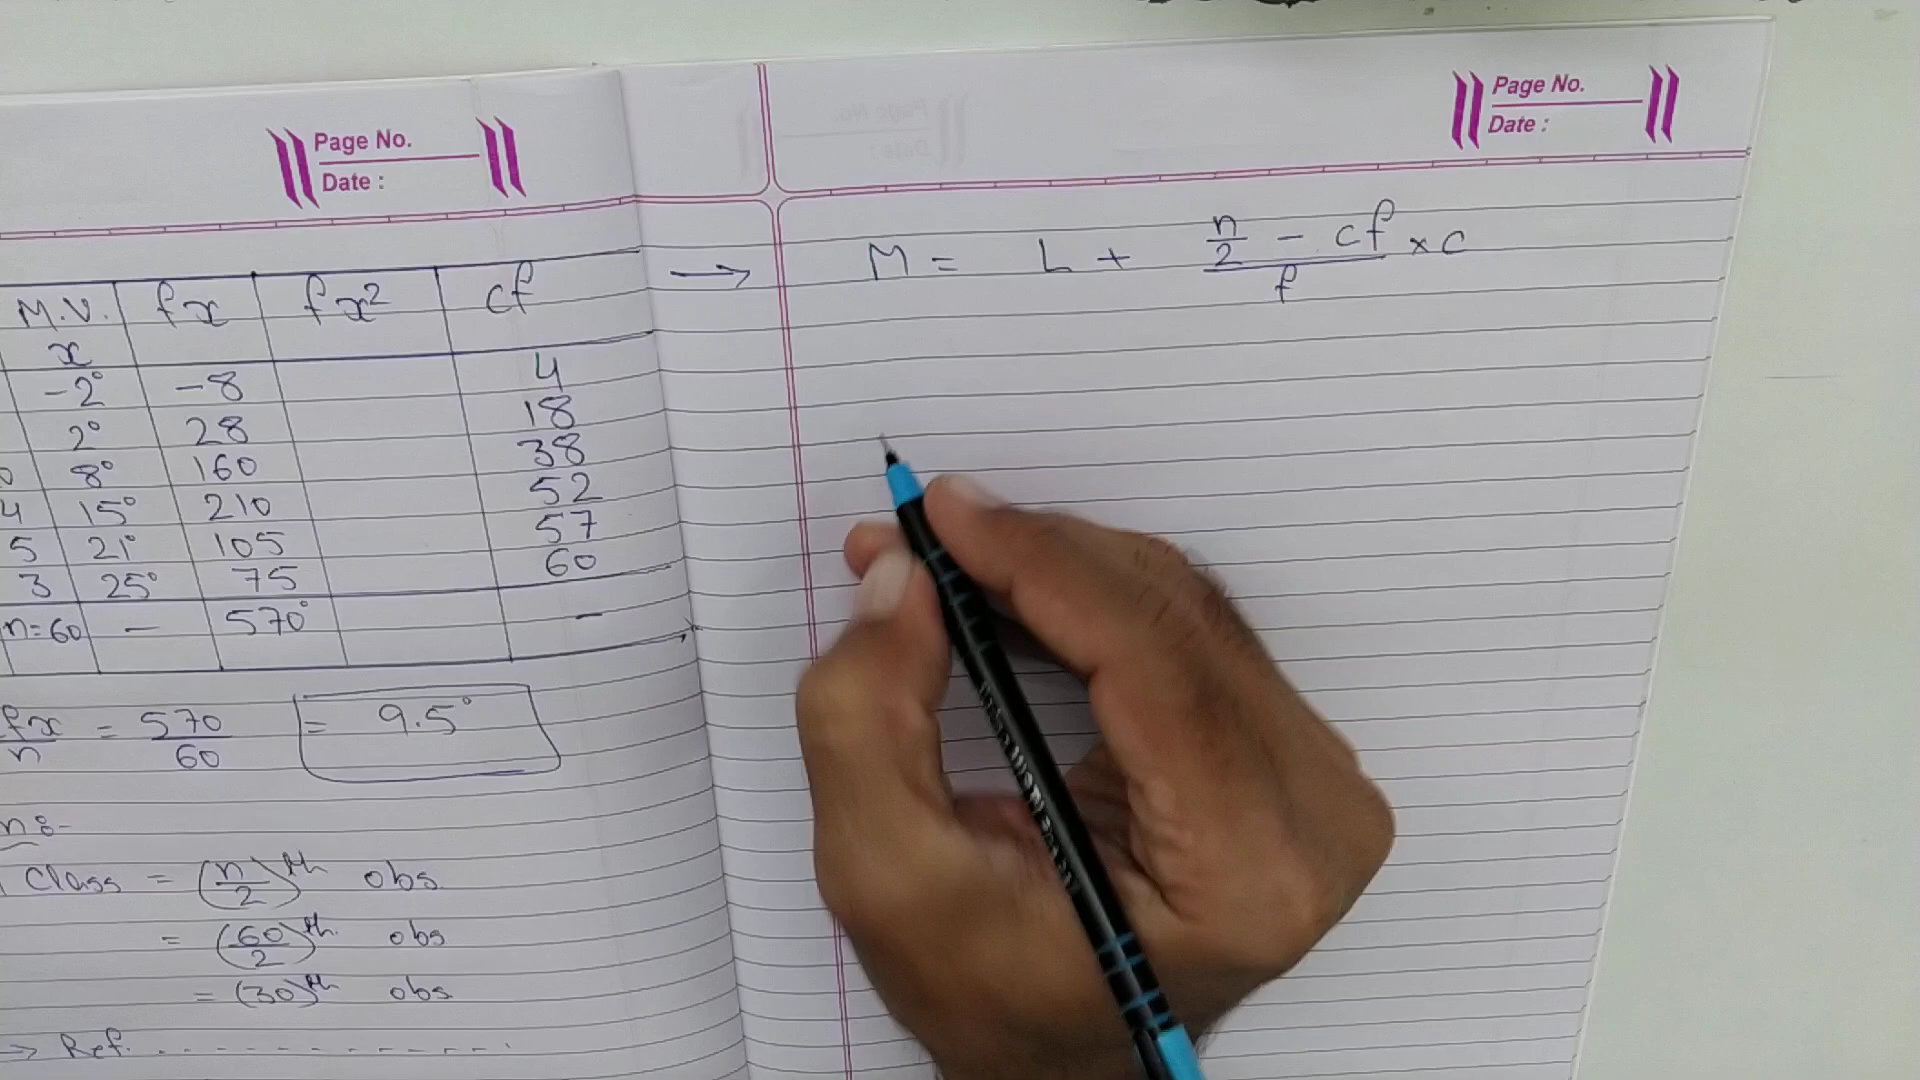 Page No.
Date :
M.V. fx fx² cf
x
-2° -8 4
2° 28 18
8° 160 38
4 15° 210 52
5 21° 105 57
3 25° 75 60
n=60 — 570° —
fx/n = 570/60 = 9.5°
n:-
Class = (n/2)th obs.
= (60/2)th. obs
= (30)th obs
→ Ref. - - - - - - - - - - - -
Page No.
Date :
→ M = L + (n/2 - cf)/f × c